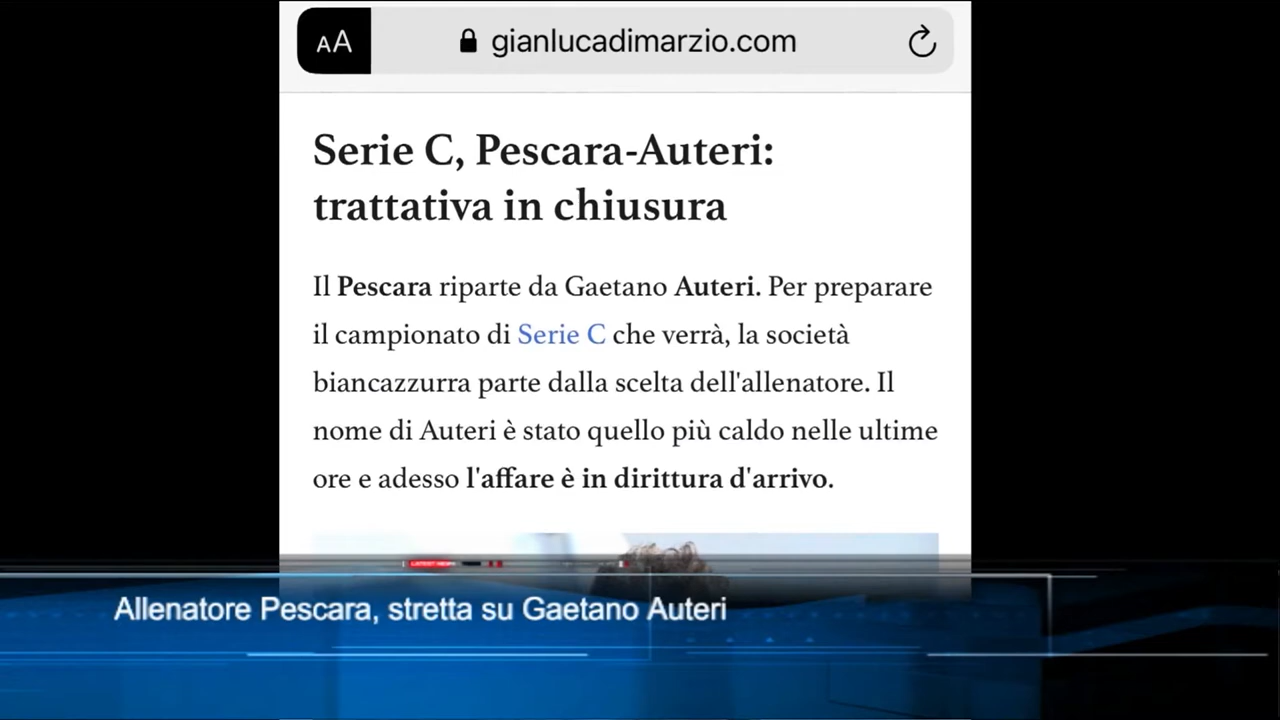 AA gianlucadimarzio.com
Serie C, Pescara-Auteri:
trattativa in chiusura
Il Pescara riparte da Gaetano Auteri. Per preparare
il campionato di Serie C che verrà, la società
biancazzurra parte dalla scelta dell'allenatore. Il
nome di Auteri è stato quello più caldo nelle ultime
ore e adesso l'affare è in dirittura d'arrivo.
LATEST NEWS
Allenatore Pescara, stretta su Gaetano Auteri